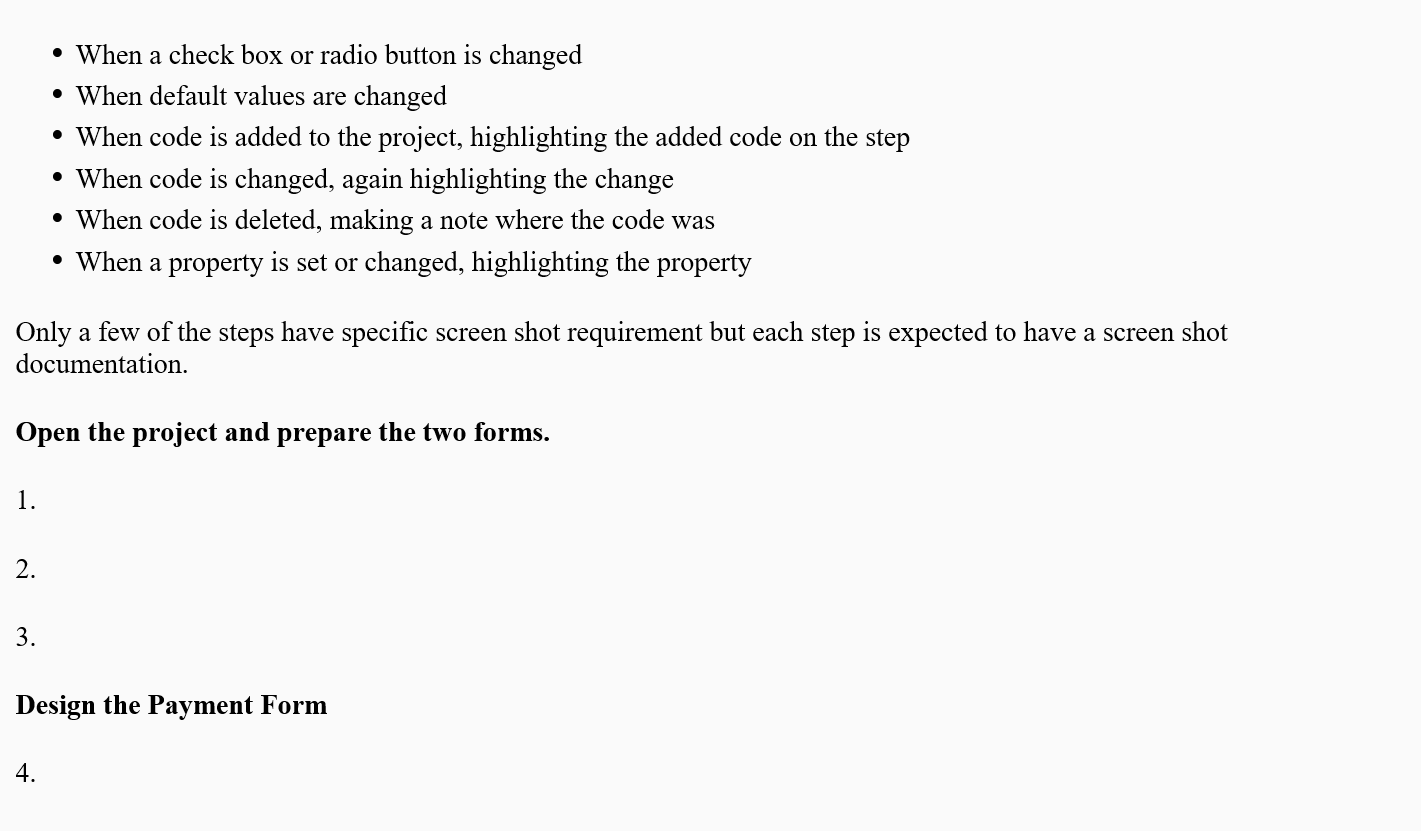 • When a check box or radio button is changed
• When default values are changed
• When code is added to the project, highlighting the added code on the step
• When code is changed, again highlighting the change
• When code is deleted, making a note where the code was
• When a property is set or changed, highlighting the property
Only a few of the steps have specific screen shot requirement but each step is expected to have a screen shot
documentation.
Open the project and prepare the two forms.
1.
2.
3.
Design the Payment Form
4.